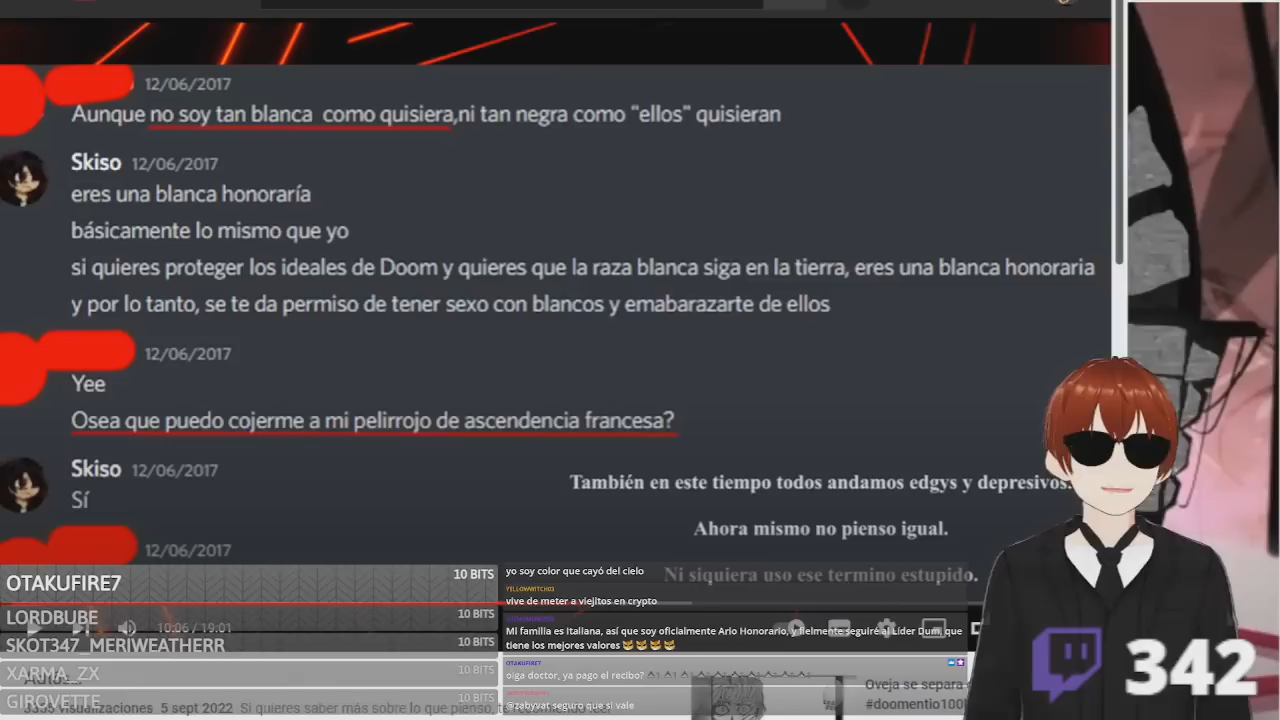 12/06/2017
Aunque no soy tan blanca  como quisiera,ni tan negra como "ellos" quisieran
Skiso 12/06/2017
eres una blanca honoraría
básicamente lo mismo que yo
si quieres proteger los ideales de Doom y quieres que la raza blanca siga en la tierra, eres una blanca honoraria
y por lo tanto, se te da permiso de tener sexo con blancos y emabarazarte de ellos
12/06/2017
Yee
Osea que puedo cojerme a mi pelirrojo de ascendencia francesa?
Skiso 12/06/2017
Sí
También en este tiempo todos andamos edgys y depresivos.
Ahora mismo no pienso igual.
Ni siquiera uso ese termino estupido.
12/06/2017
OTAKUFIRE7 10 BITS
LORDBUBE 10 BITS
10:06 / 19:01
SKOT347_MERIWEATHERR 10 BITS
XARMA_ZX 10 BITS
GIROVETTE 10 BITS
yo soy color que cayó del cielo
vive de meter a viejitos en crypto
Mi familia es Italiana, así que soy oficialmente Ario Honorario, y fielmente seguiré al Líder Dum, que
tiene los mejores valores
OTAKUFIRE7
oiga doctor, ya pago el recibo?
@zabyvat seguro que si vale
visualizaciones 5 sept 2022 Si quieres saber más sobre lo que pienso,
Oveja se separa
342